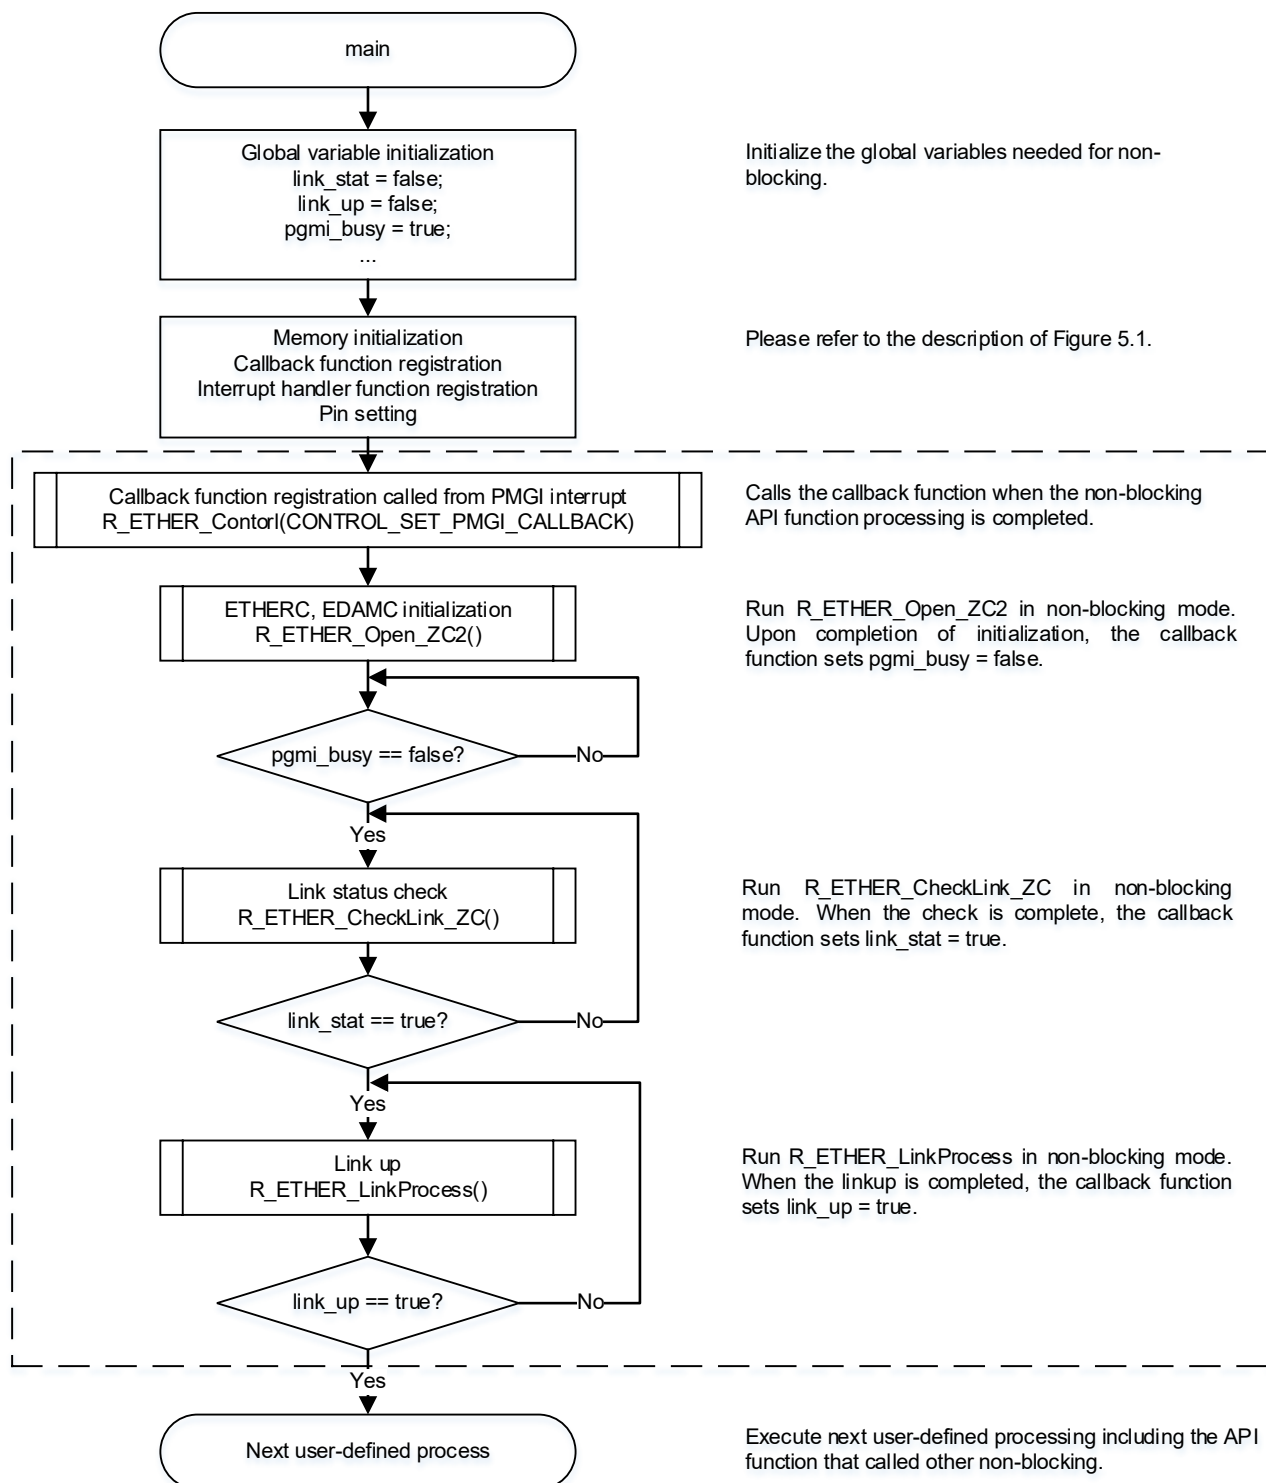 main
Global variable initialization
link_stat = false;
link_up = false;
pgmi_busy = true;
...
Initialize the global variables needed for non-
blocking.
Memory initialization
Callback function registration
Interrupt handler function registration
Pin setting
Please refer to the description of Figure 5.1.
Callback function registration called from PMGI interrupt
R_ETHER_Contorl(CONTROL_SET_PMGI_CALLBACK)
Calls the callback function when the non-blocking
API function processing is completed.
ETHERC, EDAMC initialization
R_ETHER_Open_ZC2()
Run R_ETHER_Open_ZC2 in non-blocking mode.
Upon completion of initialization, the callback
function sets pgmi_busy = false.
pgmi_busy == false?
No
Yes
Link status check
R_ETHER_CheckLink_ZC()
Run R_ETHER_CheckLink_ZC in non-blocking
mode. When the check is complete, the callback
function sets link_stat = true.
link_stat == true?
No
Yes
Link up
R_ETHER_LinkProcess()
Run R_ETHER_LinkProcess in non-blocking mode.
When the linkup is completed, the callback function
sets link_up = true.
link_up == true?
No
Yes
Next user-defined process
Execute next user-defined processing including the API
function that called other non-blocking.